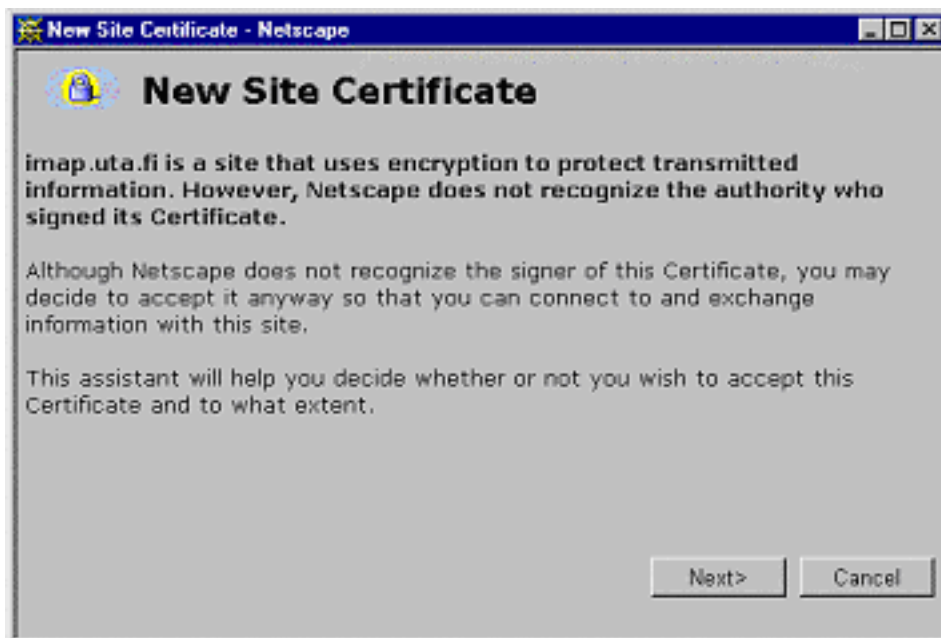 New Site Certificate - Netscape
New Site Certificate
imap.uta.fi is a site that uses encryption to protect transmitted
information. However, Netscape does not recognize the authority who
signed its Certificate.
Although Netscape does not recognize the signer of this Certificate, you may
decide to accept it anyway so that you can connect to and exchange
information with this site.
This assistant will help you decide whether or not you wish to accept this
Certificate and to what extent.
Next> Cancel